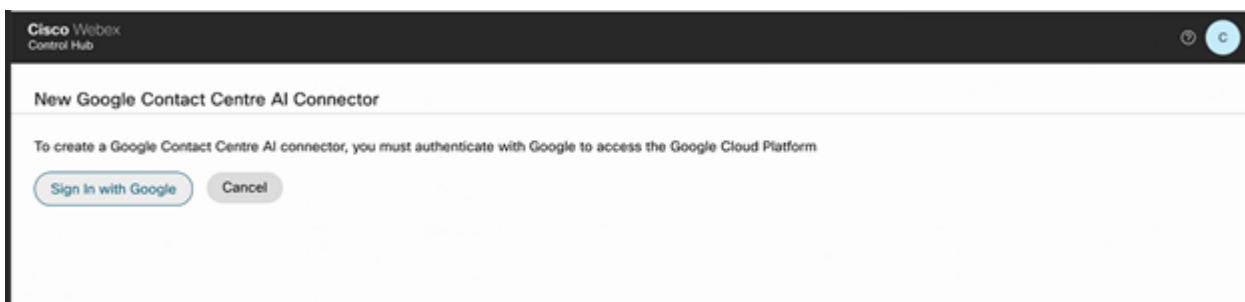 Cisco Webex
Control Hub
C
New Google Contact Centre AI Connector
To create a Google Contact Centre AI connector, you must authenticate with Google to access the Google Cloud Platform
Sign In with Google
Cancel